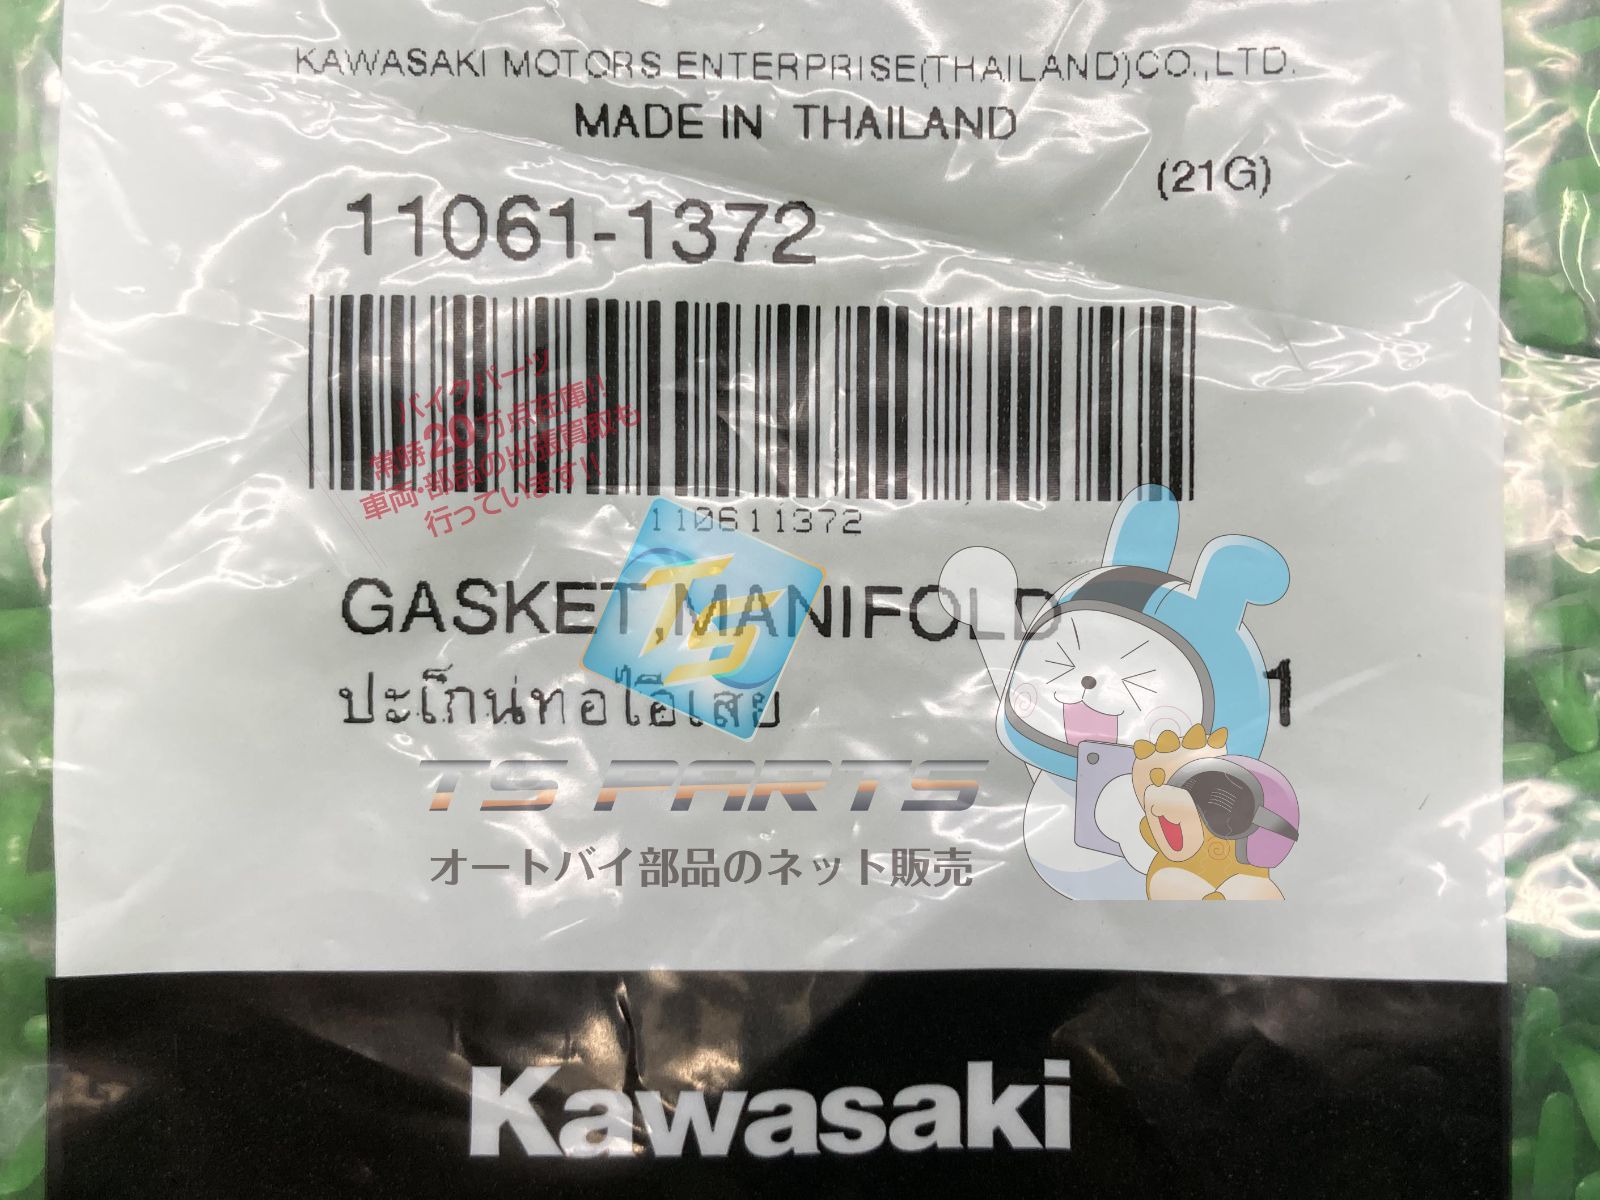 KAWASAKI MOTORS ENTERPRISE(THAILAND)CO.,LTD.
MADE IN THAILAND
(21G)
11061-1372
バイクパーツ
常時20万点在庫!!
車両・部品の出張買取も
行っています!!
110611372
TS
GASKET,MANIFOLD
ปะเก็นท่อไอเสีย
1
TS PARTS
オートバイ部品のネット販売
Kawasaki